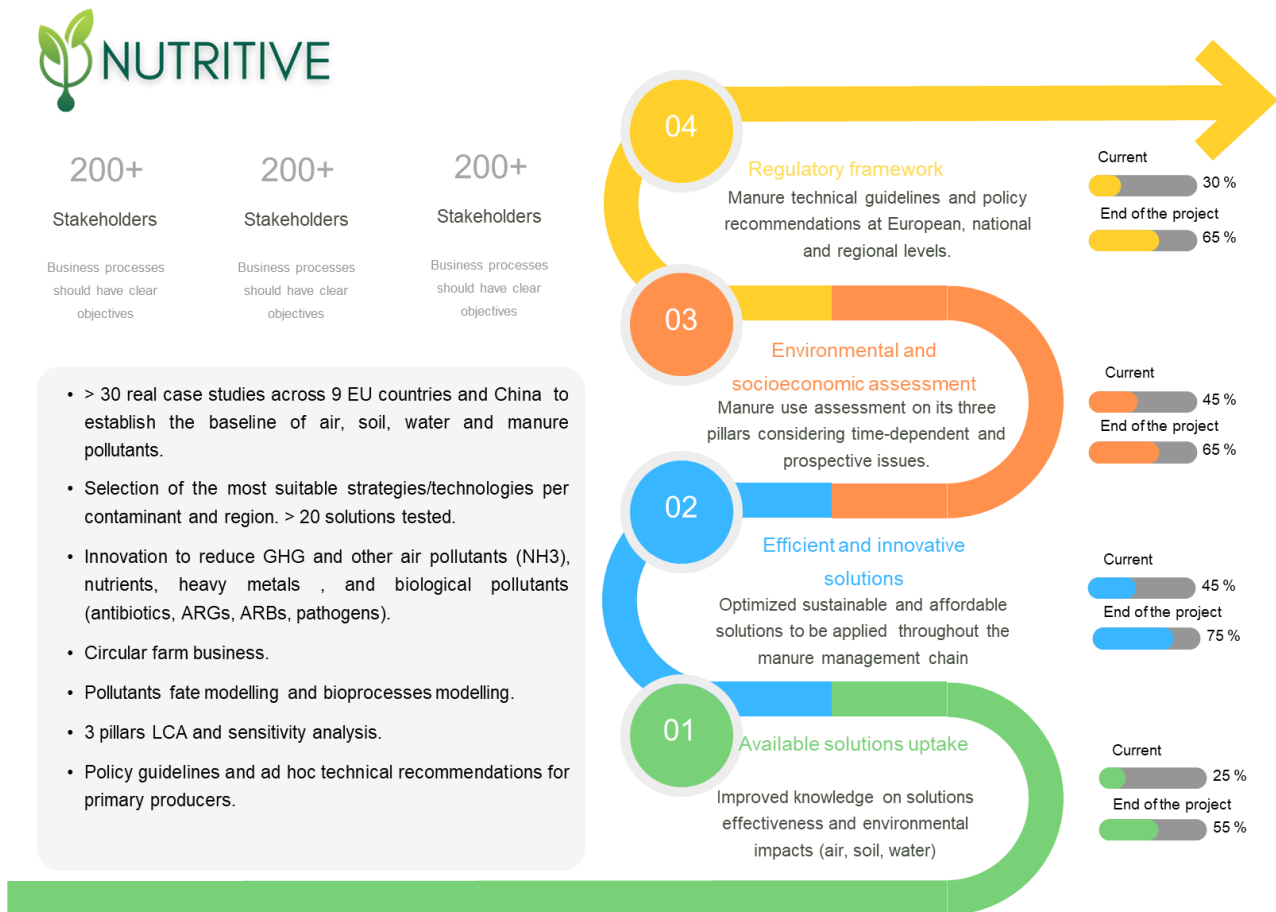 NUTRITIVE
200+
Stakeholders
Business processes
should have clear
objectives
200+
Stakeholders
Business processes
should have clear
objectives
200+
Stakeholders
Business processes
should have clear
objectives
• > 30 real case studies across 9 EU countries and China to
establish the baseline of air, soil, water and manure
pollutants.
• Selection of the most suitable strategies/technologies per
contaminant and region. > 20 solutions tested.
• Innovation to reduce GHG and other air pollutants (NH3),
nutrients, heavy metals , and biological pollutants
(antibiotics, ARGs, ARBs, pathogens).
• Circular farm business.
• Pollutants fate modelling and bioprocesses modelling.
• 3 pillars LCA and sensitivity analysis.
• Policy guidelines and ad hoc technical recommendations for
primary producers.
04
Regulatory framework
Manure technical guidelines and policy
recommendations at European, national
and regional levels.
Current
30 %
End of the project
65 %
03
Environmental and
socioeconomic assessment
Manure use assessment on its three
pillars considering time-dependent and
prospective issues.
Current
45 %
End of the project
65 %
02
Efficient and innovative
solutions
Optimized sustainable and affordable
solutions to be applied throughout the
manure management chain
Current
45 %
End of the project
75 %
01
Available solutions uptake
Improved knowledge on solutions
effectiveness and environmental
impacts (air, soil, water)
Current
25 %
End of the project
55 %